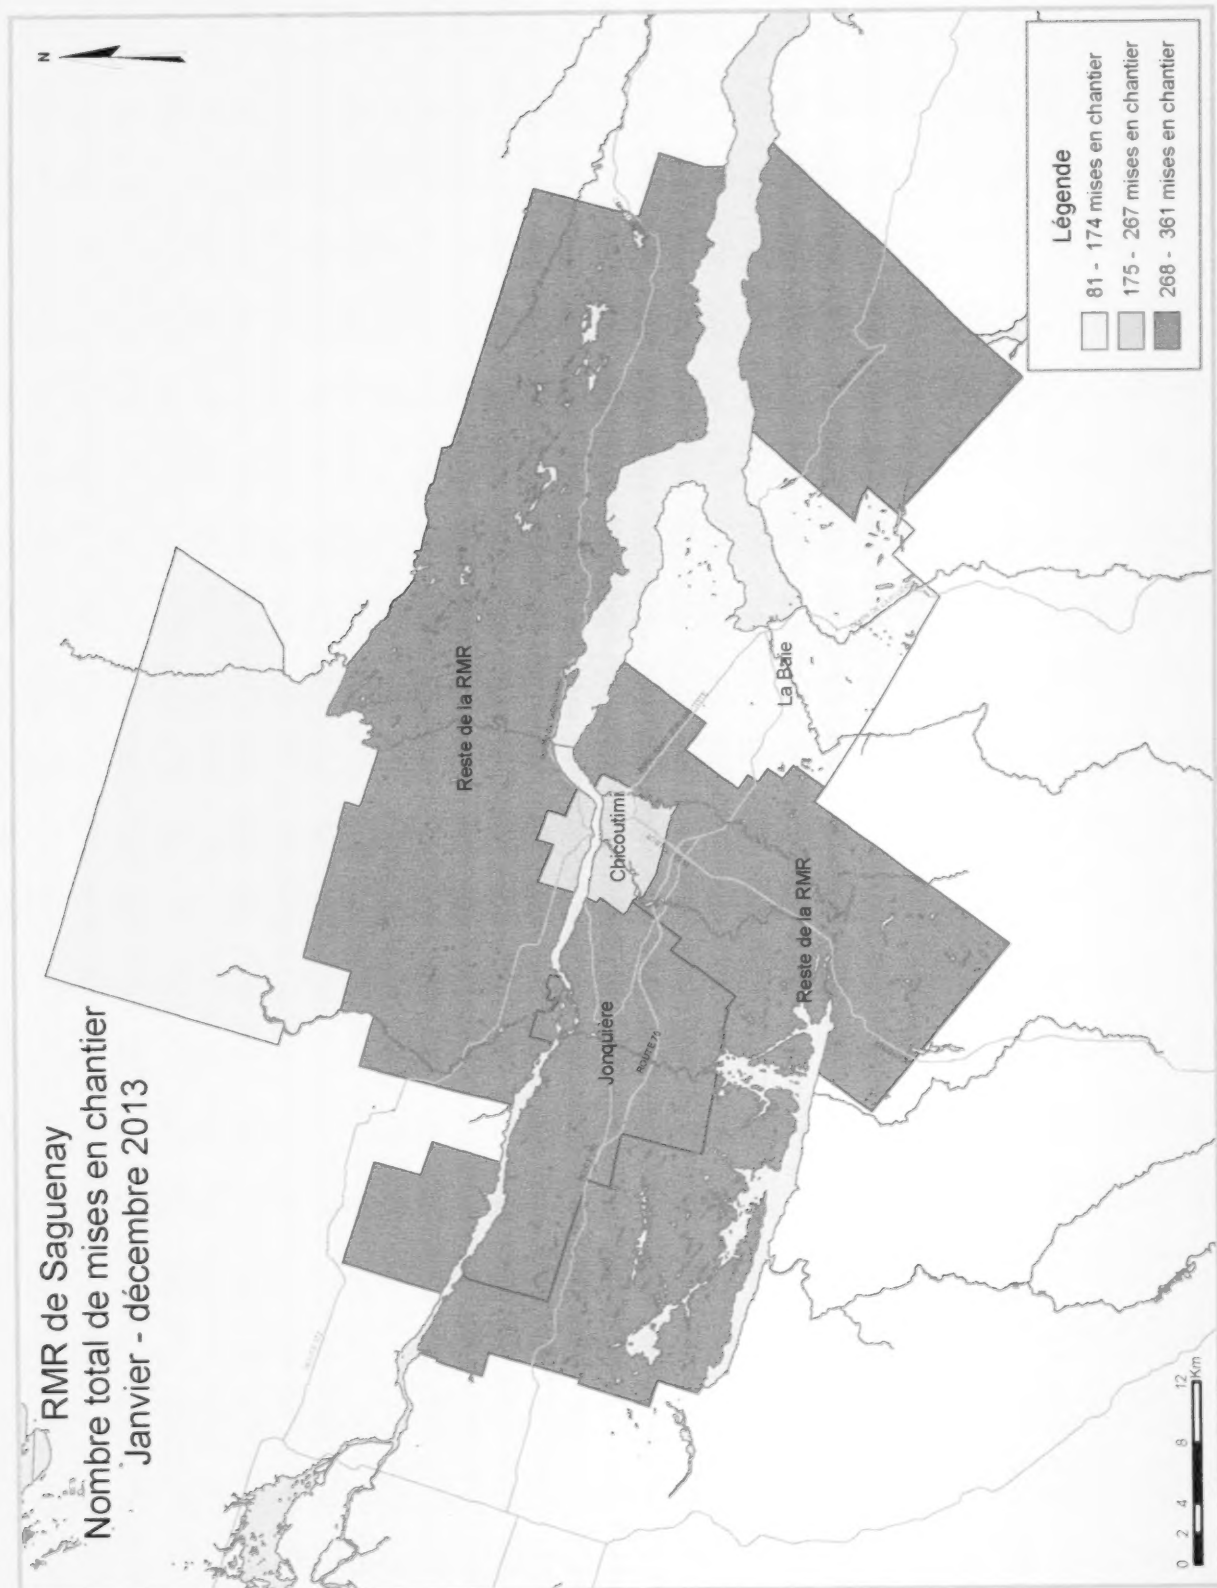 RMR de Saguenay
Nombre total de mises en chantier
Janvier - décembre 2013
N
Reste de la RMR
Chicoutimi
La Baie
Jonquière
ROUTE 70
Reste de la RMR
Légende
81 - 174 mises en chantier
175 - 267 mises en chantier
268 - 361 mises en chantier
0 2 4 8 12
Km